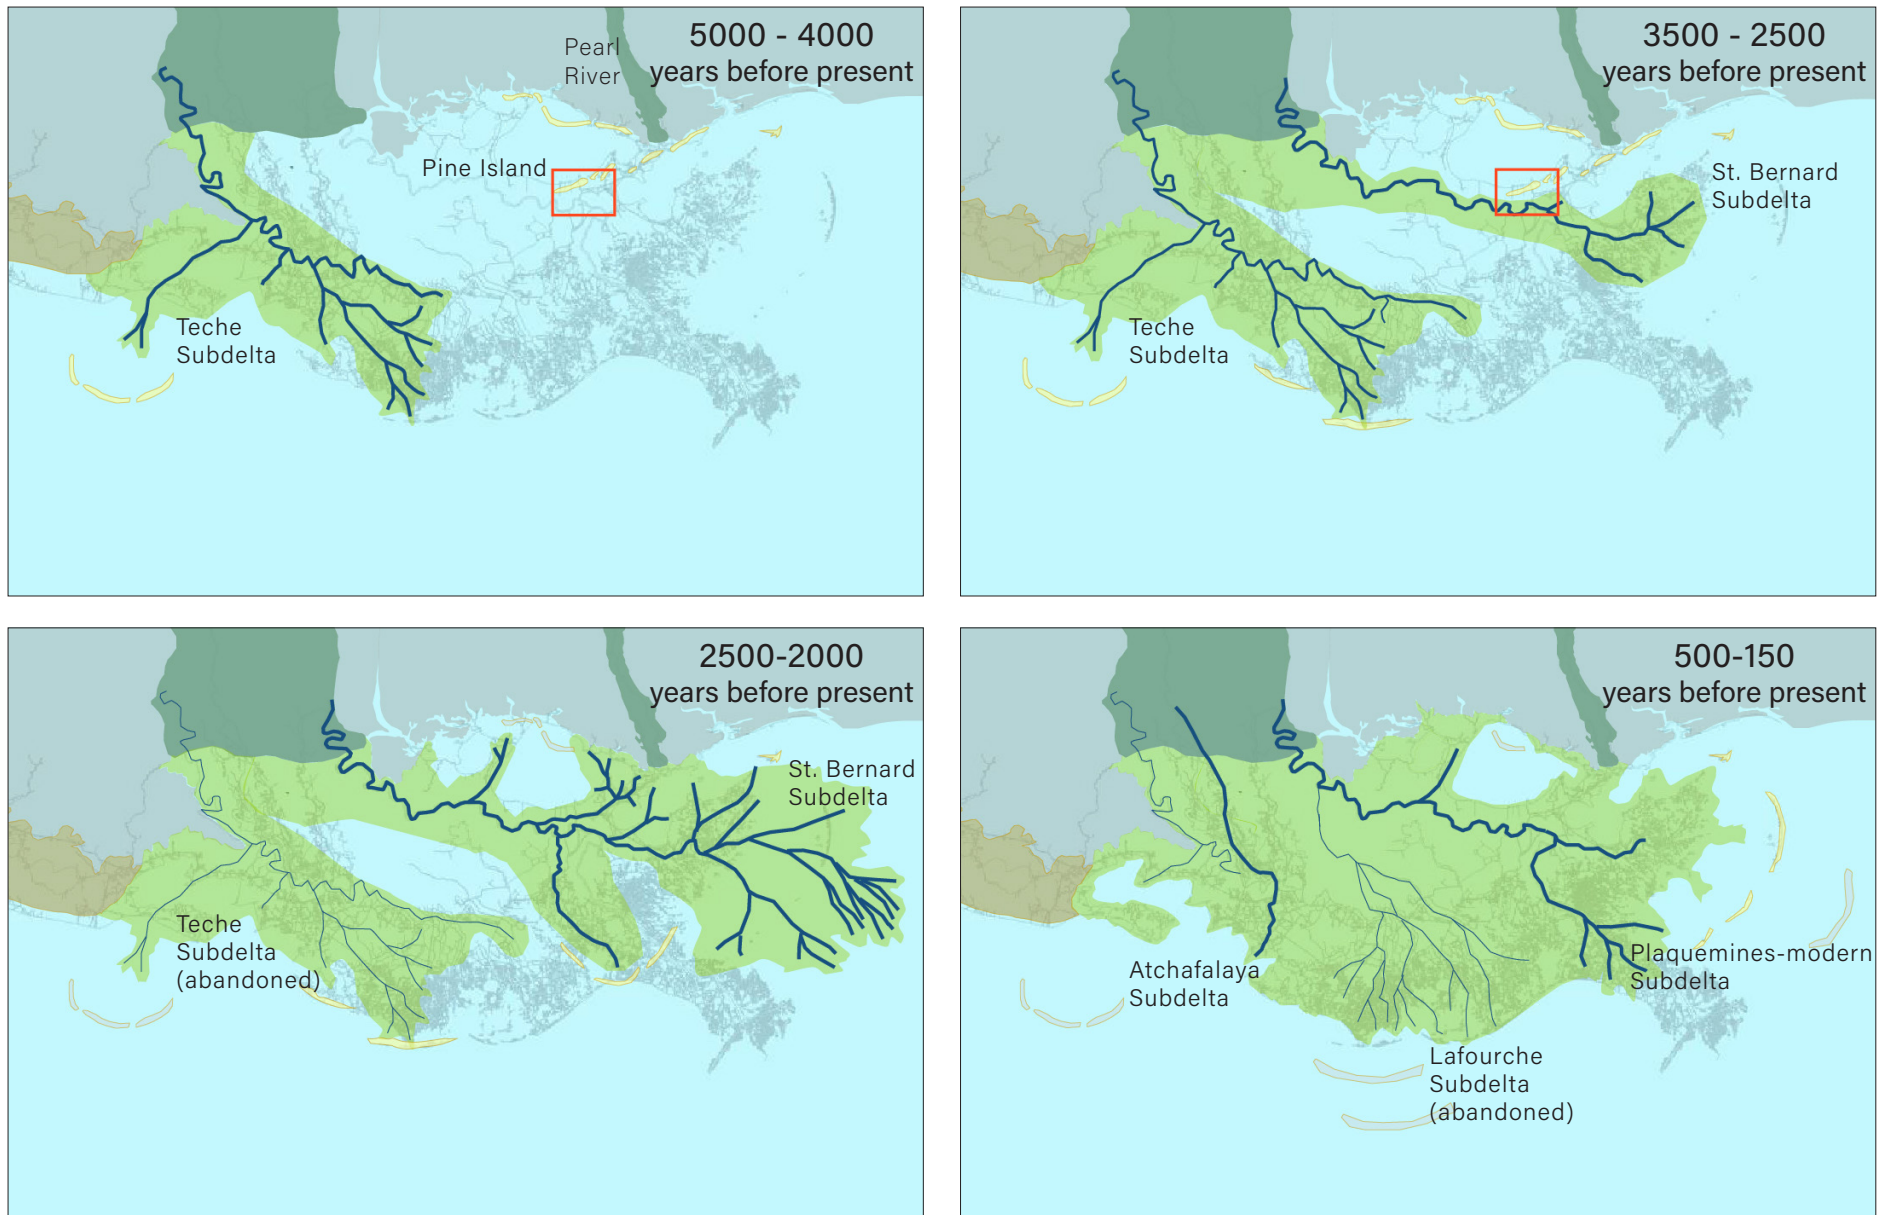 5000 - 4000
years before present
Pearl
River
Pine Island
Teche
Subdelta
3500 - 2500
years before present
St. Bernard
Subdelta
Teche
Subdelta
2500-2000
years before present
St. Bernard
Subdelta
Teche
Subdelta
(abandoned)
500-150
years before present
Atchafalaya
Subdelta
Plaquemines-modern
Subdelta
Lafourche
Subdelta
(abandoned)